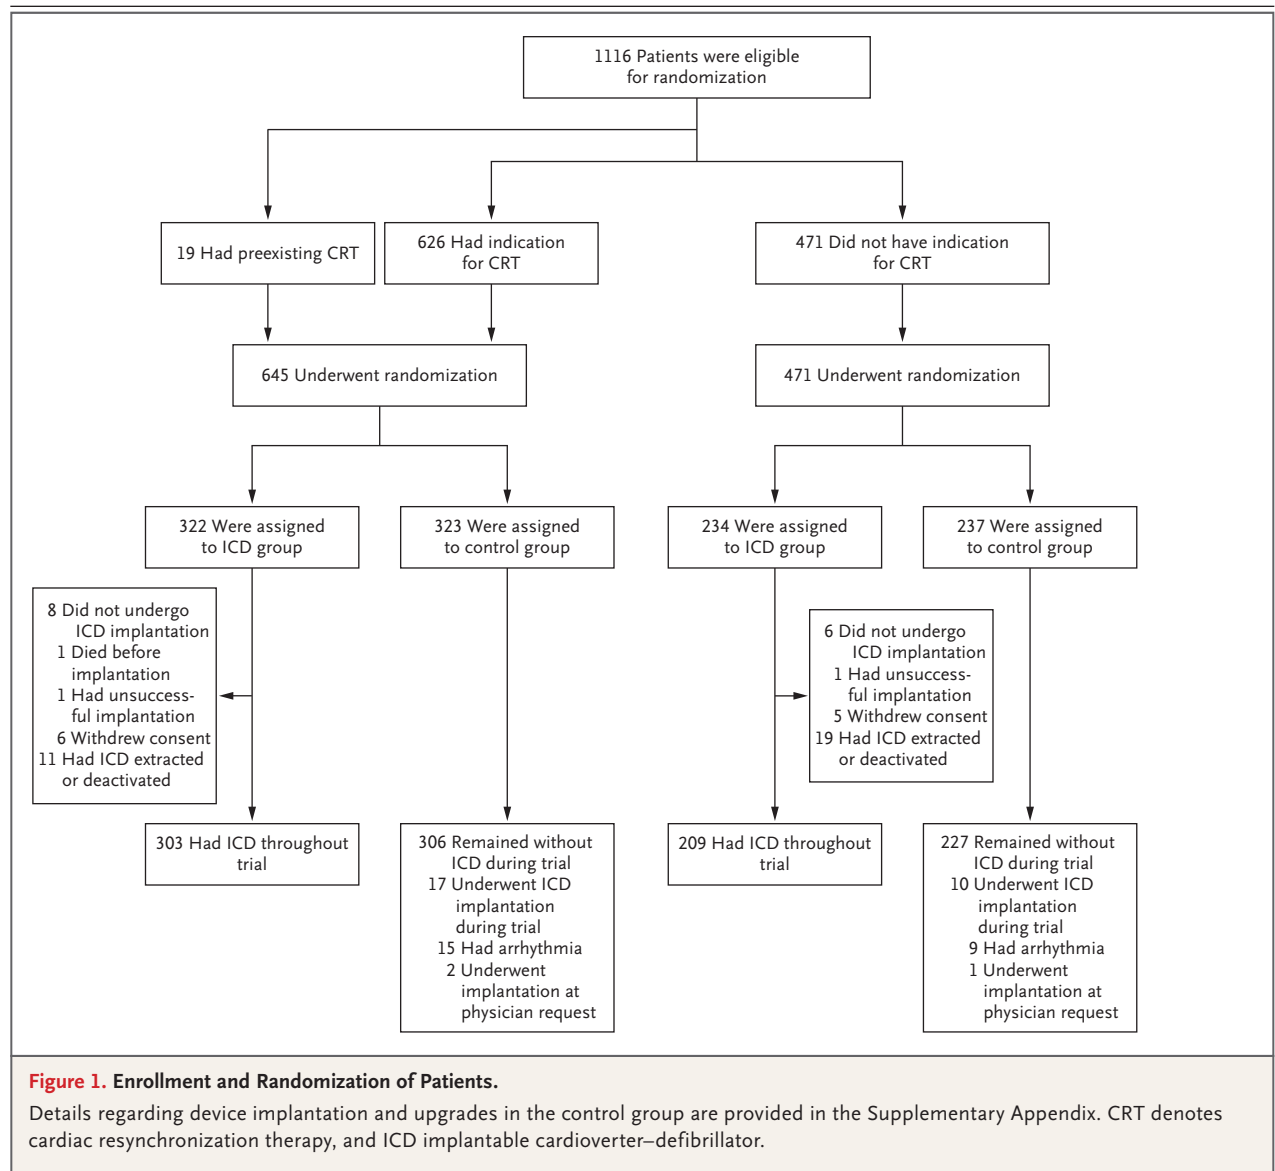 1116 Patients were eligible
for randomization
19 Had preexisting CRT
626 Had indication
for CRT
471 Did not have indication
for CRT
645 Underwent randomization
471 Underwent randomization
322 Were assigned
to ICD group
323 Were assigned
to control group
234 Were assigned
to ICD group
237 Were assigned
to control group
8 Did not undergo
ICD implantation
1 Died before
implantation
1 Had unsuccess-
ful implantation
6 Withdrew consent
11 Had ICD extracted
or deactivated
6 Did not undergo
ICD implantation
1 Had unsuccess-
ful implantation
5 Withdrew consent
19 Had ICD extracted
or deactivated
303 Had ICD throughout
trial
306 Remained without
ICD during trial
17 Underwent ICD
implantation
during trial
15 Had arrhythmia
2 Underwent
implantation at
physician request
209 Had ICD throughout
trial
227 Remained without
ICD during trial
10 Underwent ICD
implantation
during trial
9 Had arrhythmia
1 Underwent
implantation at
physician request
Figure 1. Enrollment and Randomization of Patients.
Details regarding device implantation and upgrades in the control group are provided in the Supplementary Appendix. CRT denotes
cardiac resynchronization therapy, and ICD implantable cardioverter–defibrillator.